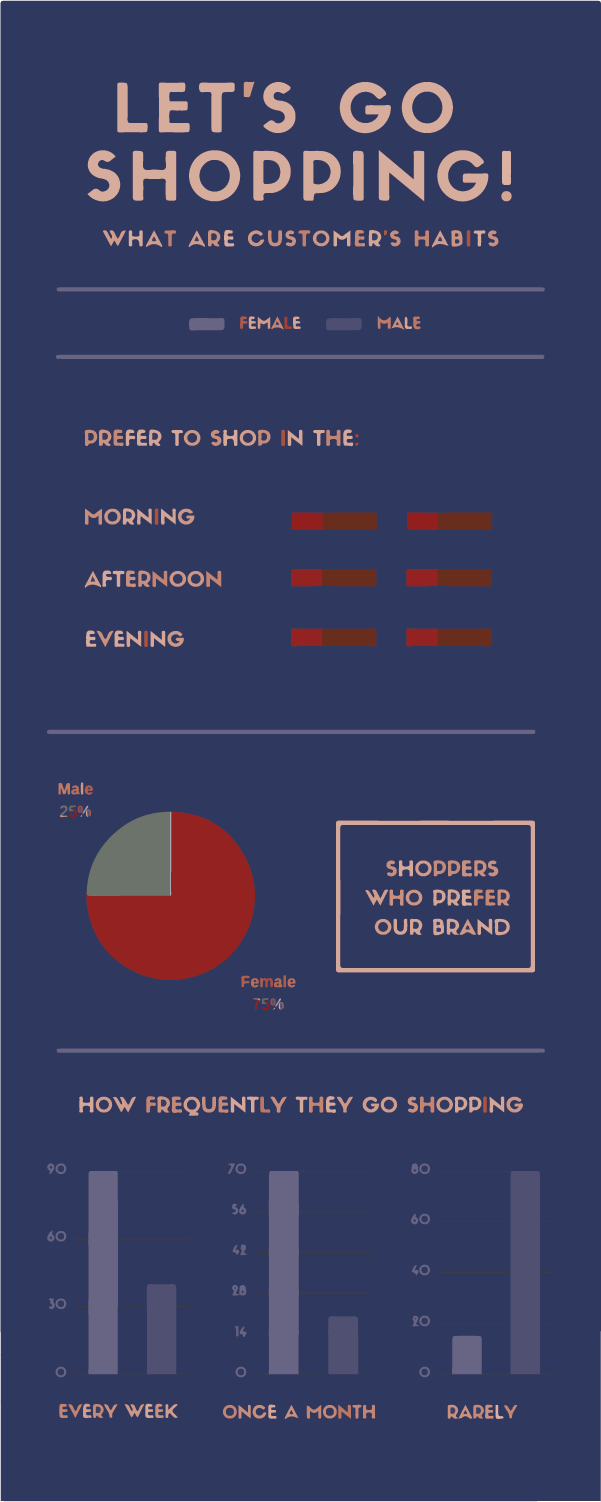 LET'S GO
SHOPPING!
WHAT ARE CUSTOMER'S HABITS
FEMALE MALE
PREFER TO SHOP IN THE:
MORNING
AFTERNOON
EVENING
Male
25%
Female
75%
SHOPPERS
WHO PREFER
OUR BRAND
HOW FREQUENTLY THEY GO SHOPPING
90
60
30
0
EVERY WEEK
70
56
42
28
14
0
ONCE A MONTH
80
60
40
20
0
RARELY